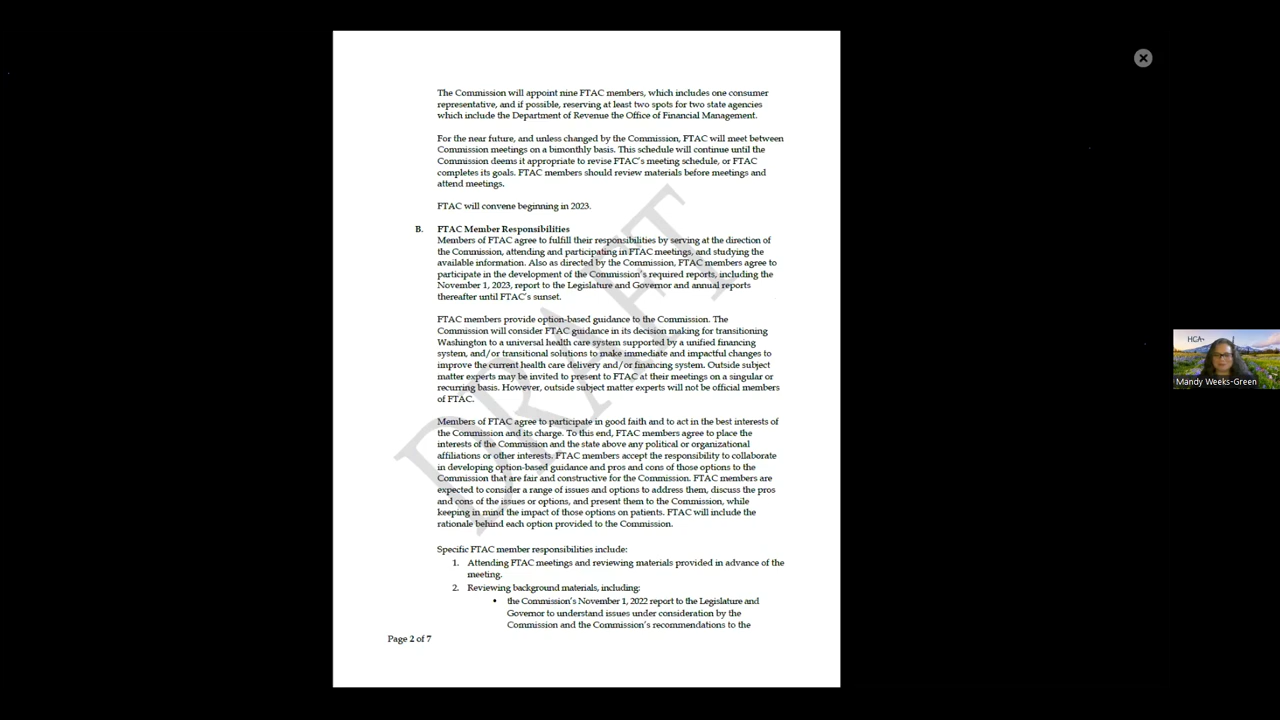 The Commission will appoint nine FTAC members, which includes one consumer
representative, and if possible, reserving at least two spots for two state agencies
which include the Department of Revenue the Office of Financial Management.
For the near future, and unless changed by the Commission, FTAC will meet between
Commission meetings on a bimonthly basis. This schedule will continue until the
Commission deems it appropriate to revise FTAC's meeting schedule, or FTAC
completes its goals. FTAC members should review materials before meetings and
attend meetings.
FTAC will convene beginning in 2023.
B. FTAC Member Responsibilities
Members of FTAC agree to fulfill their responsibilities by serving at the direction of
the Commission, attending and participating in FTAC meetings, and studying the
available information. Also as directed by the Commission, FTAC members agree to
participate in the development of the Commission's required reports, including the
November 1, 2023, report to the Legislature and Governor and annual reports
thereafter until FTAC's sunset.
FTAC members provide option-based guidance to the Commission. The
Commission will consider FTAC guidance in its decision making for transitioning
Washington to a universal health care system supported by a unified financing
system, and/or transitional solutions to make immediate and impactful changes to
improve the current health care delivery and/or financing system. Outside subject
matter experts may be invited to present to FTAC at their meetings on a singular or
recurring basis. However, outside subject matter experts will not be official members
of FTAC.
Members of FTAC agree to participate in good faith and to act in the best interests of
the Commission and its charge. To this end, FTAC members agree to place the
interests of the Commission and the state above any political or organizational
affiliations or other interests. FTAC members accept the responsibility to collaborate
in developing option-based guidance and pros and cons of those options to the
Commission that are fair and constructive for the Commission. FTAC members are
expected to consider a range of issues and options to address them, discuss the pros
and cons of the issues or options, and present them to the Commission, while
keeping in mind the impact of those options on patients. FTAC will include the
rationale behind each option provided to the Commission.
Specific FTAC member responsibilities include:
1. Attending FTAC meetings and reviewing materials provided in advance of the
meeting.
2. Reviewing background materials, including:
• the Commission's November 1, 2022 report to the Legislature and
Governor to understand issues under consideration by the
Commission and the Commission's recommendations to the
Page 2 of 7
DRAFT
HCA
Mandy Weeks-Green